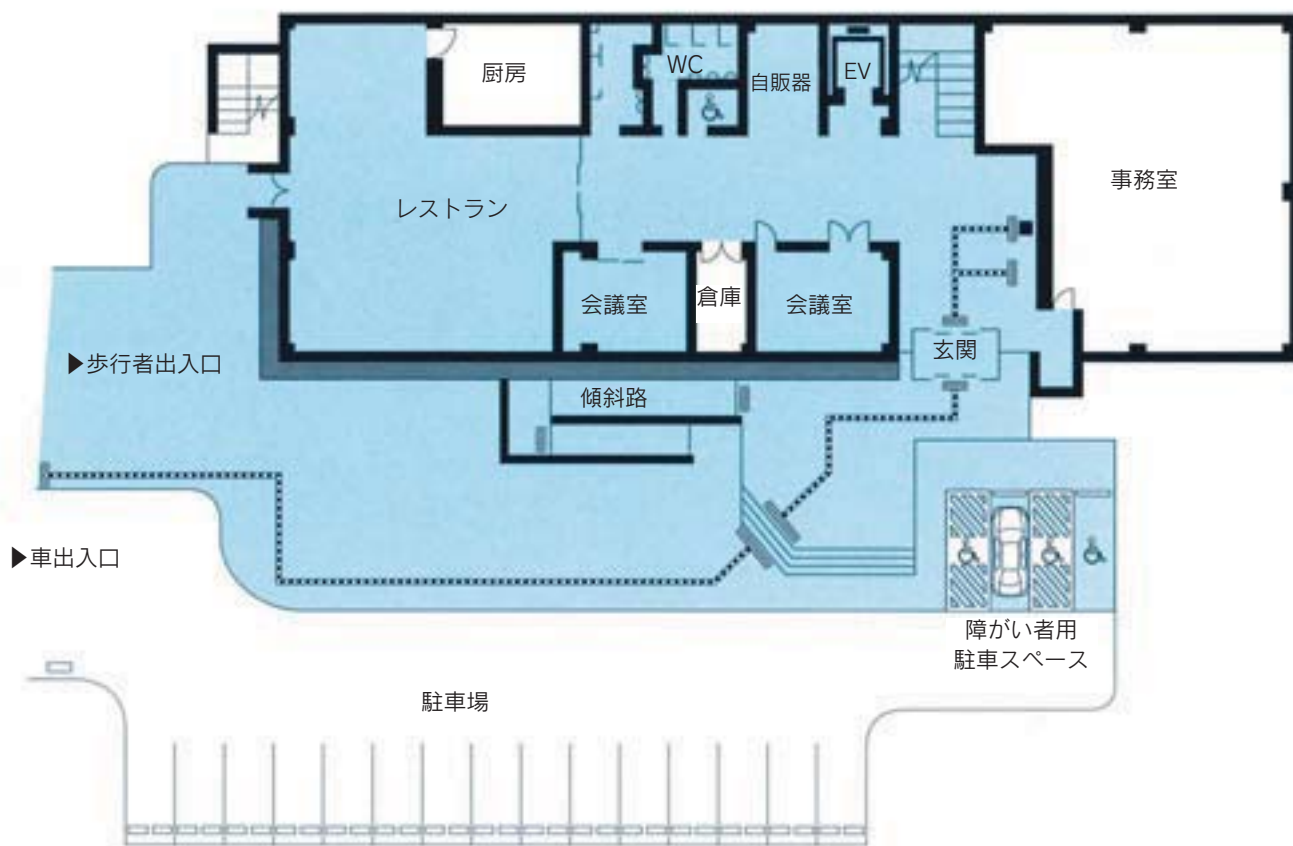 厨房
WC
自販器
EV
事務室
レストラン
会議室
倉庫
会議室
玄関
▶歩行者出入口
傾斜路
▶車出入口
障がい者用
駐車スペース
駐車場